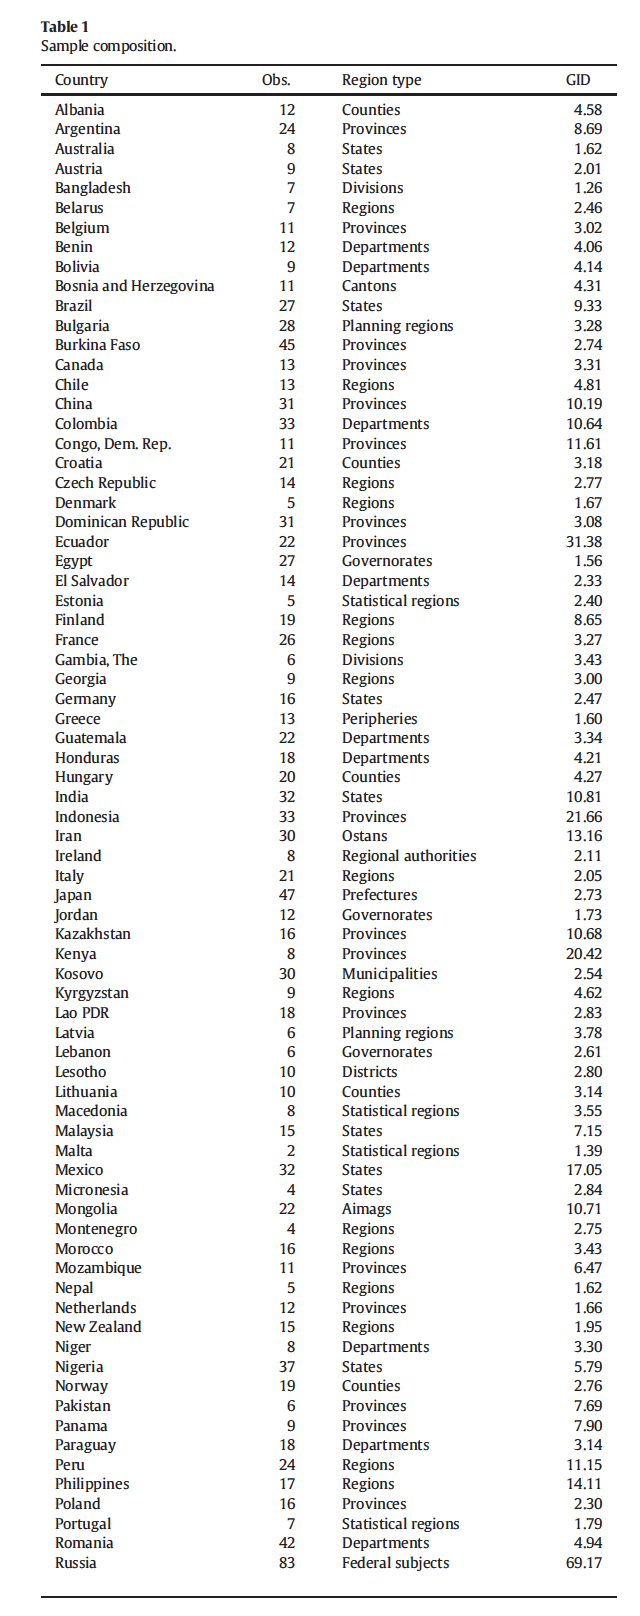 Table 1
Sample composition.
Country Obs. Region type GID
Albania 12 Counties 4.58
Argentina 24 Provinces 8.69
Australia 8 States 1.62
Austria 9 States 2.01
Bangladesh 7 Divisions 1.26
Belarus 7 Regions 2.46
Belgium 11 Provinces 3.02
Benin 12 Departments 4.06
Bolivia 9 Departments 4.14
Bosnia and Herzegovina 11 Cantons 4.31
Brazil 27 States 9.33
Bulgaria 28 Planning regions 3.28
Burkina Faso 45 Provinces 2.74
Canada 13 Provinces 3.31
Chile 13 Regions 4.81
China 31 Provinces 10.19
Colombia 33 Departments 10.64
Congo, Dem. Rep. 11 Provinces 11.61
Croatia 21 Counties 3.18
Czech Republic 14 Regions 2.77
Denmark 5 Regions 1.67
Dominican Republic 31 Provinces 3.08
Ecuador 22 Provinces 31.38
Egypt 27 Governorates 1.56
El Salvador 14 Departments 2.33
Estonia 5 Statistical regions 2.40
Finland 19 Regions 8.65
France 26 Regions 3.27
Gambia, The 6 Divisions 3.43
Georgia 9 Regions 3.00
Germany 16 States 2.47
Greece 13 Peripheries 1.60
Guatemala 22 Departments 3.34
Honduras 18 Departments 4.21
Hungary 20 Counties 4.27
India 32 States 10.81
Indonesia 33 Provinces 21.66
Iran 30 Ostans 13.16
Ireland 8 Regional authorities 2.11
Italy 21 Regions 2.05
Japan 47 Prefectures 2.73
Jordan 12 Governorates 1.73
Kazakhstan 16 Provinces 10.68
Kenya 8 Provinces 20.42
Kosovo 30 Municipalities 2.54
Kyrgyzstan 9 Regions 4.62
Lao PDR 18 Provinces 2.83
Latvia 6 Planning regions 3.78
Lebanon 6 Governorates 2.61
Lesotho 10 Districts 2.80
Lithuania 10 Counties 3.14
Macedonia 8 Statistical regions 3.55
Malaysia 15 States 7.15
Malta 2 Statistical regions 1.39
Mexico 32 States 17.05
Micronesia 4 States 2.84
Mongolia 22 Aimags 10.71
Montenegro 4 Regions 2.75
Morocco 16 Regions 3.43
Mozambique 11 Provinces 6.47
Nepal 5 Regions 1.62
Netherlands 12 Provinces 1.66
New Zealand 15 Regions 1.95
Niger 8 Departments 3.30
Nigeria 37 States 5.79
Norway 19 Counties 2.76
Pakistan 6 Provinces 7.69
Panama 9 Provinces 7.90
Paraguay 18 Departments 3.14
Peru 24 Regions 11.15
Philippines 17 Regions 14.11
Poland 16 Provinces 2.30
Portugal 7 Statistical regions 1.79
Romania 42 Departments 4.94
Russia 83 Federal subjects 69.17